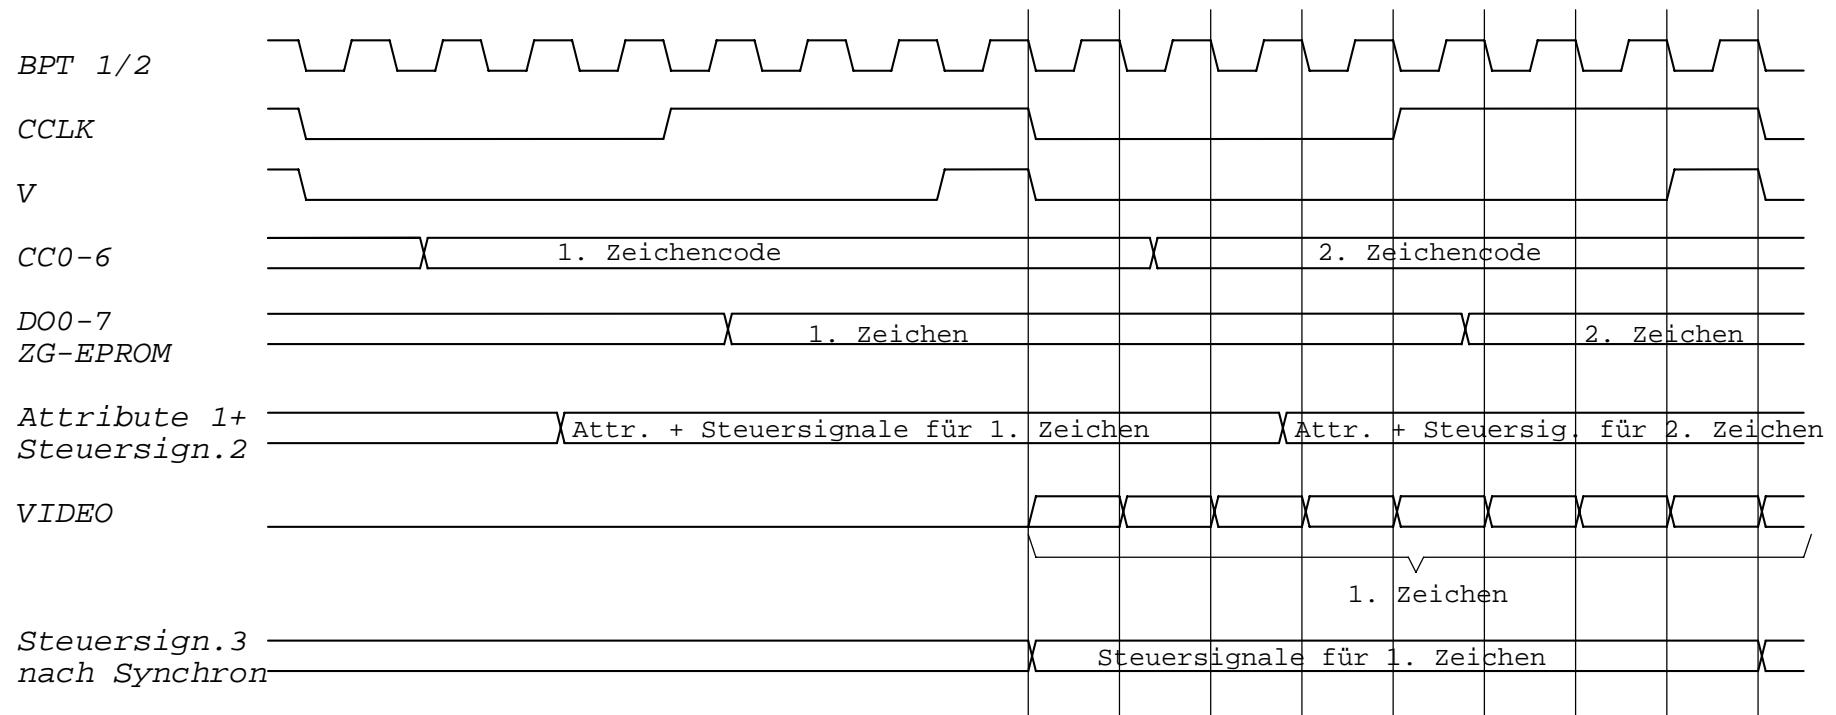 BPT 1/2
CCLK
V
CC0-6 1. Zeichencode 2. Zeichencode
DO0-7
1. Zeichen 2. Zeichen
ZG-EPROM
Attribute 1+
Attr. + Steuersignale für 1. Zeichen Attr. + Steuersig. für 2. Zeichen
Steuersign.2
VIDEO
1. Zeichen
Steuersign.3
Steuersignale für 1. Zeichen
nach Synchron